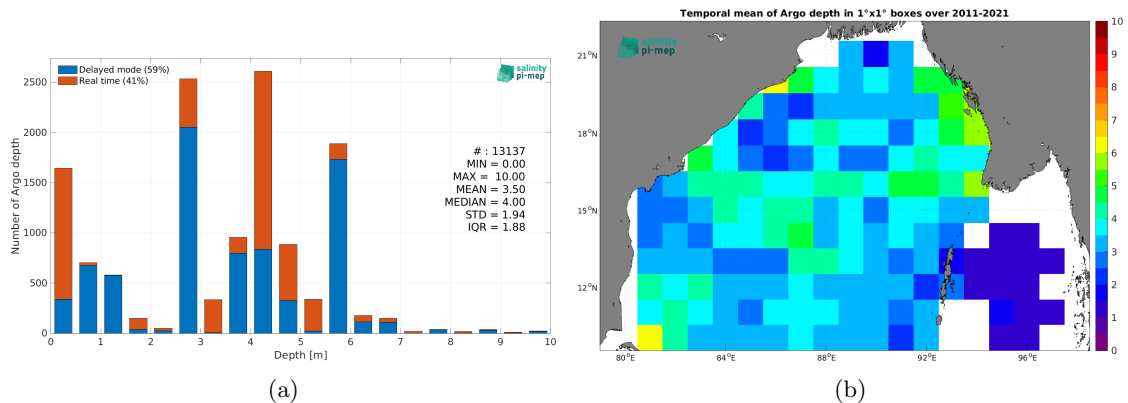 Delayed mode (59%)
Real time (41%)
salinity
pi-mep
Number of Argo depth
2500
2000
1500
1000
500
0
# : 13137
MIN = 0.00
MAX = 10.00
MEAN = 3.50
MEDIAN = 4.00
STD = 1.94
IQR = 1.88
0 1 2 3 4 5 6 7 8 9 10
Depth [m]
(a)
Temporal mean of Argo depth in 1°x1° boxes over 2011-2021
salinity
pi-mep
21°N
18°N
15°N
12°N
80°E 84°E 88°E 92°E 96°E
10
9
8
7
6
5
4
3
2
1
0
(b)